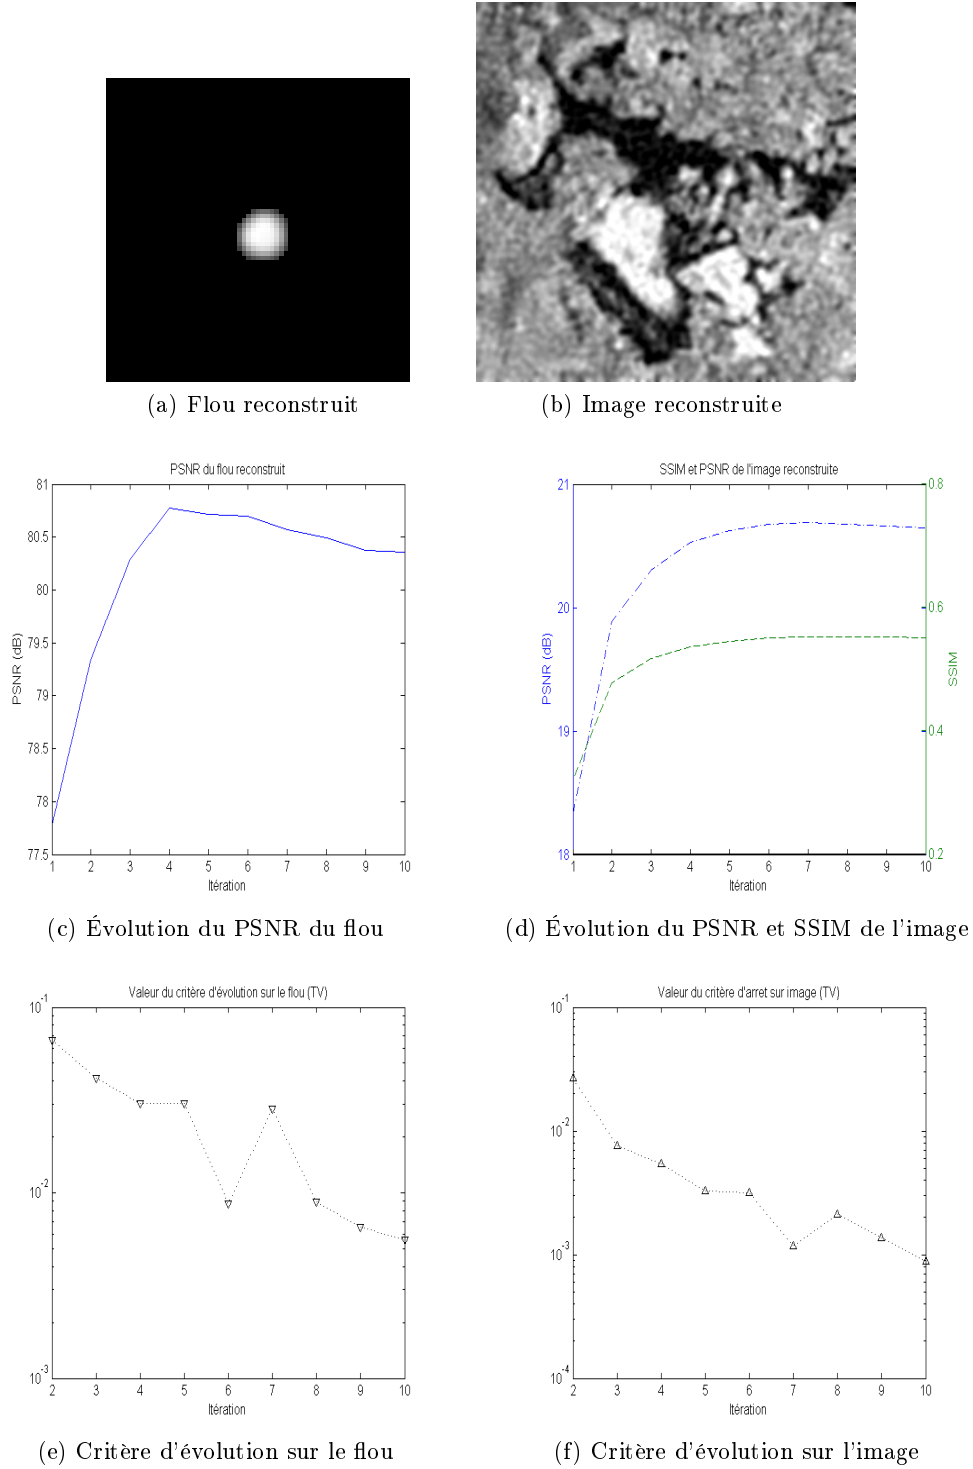 (a) Flou reconstruit
(b) Image reconstruite
PSNR du flou reconstruit
PSNR (dB)
81
80.5
80
79.5
79
78.5
78
77.5
1 2 3 4 5 6 7 8 9 10
Itération
SSIM et PSNR de l'image reconstruite
PSNR (dB)
21
20
19
18
0.8
0.6
0.4
0.2
SSIM
1 2 3 4 5 6 7 8 9 10
Itération
(c) Évolution du PSNR du flou
(d) Évolution du PSNR et SSIM de l'image
Valeur du critère d'évolution sur le flou (TV)
10^-1
10^-2
10^-3
2 3 4 5 6 7 8 9 10
Itération
Valeur du critère d'arret sur image (TV)
10^-1
10^-2
10^-3
10^-4
2 3 4 5 6 7 8 9 10
Itération
(e) Critère d'évolution sur le flou
(f) Critère d'évolution sur l'image